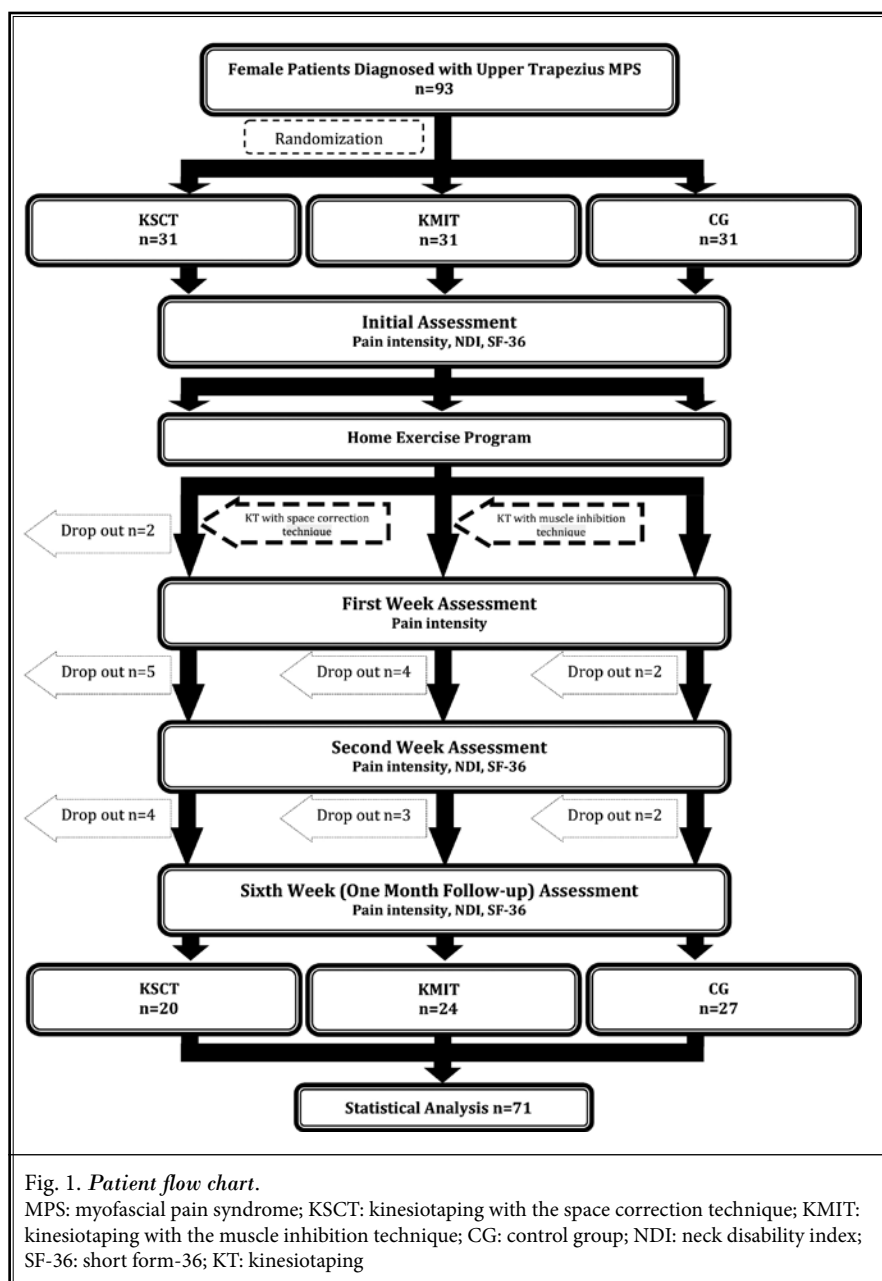 Female Patients Diagnosed with Upper Trapezius MPS
n=93
Randomization
KSCT
n=31
KMIT
n=31
CG
n=31
Initial Assessment
Pain intensity, NDI, SF-36
Home Exercise Program
Drop out n=2
KT with space correction
technique
KT with muscle inhibition
technique
First Week Assessment
Pain intensity
Drop out n=5
Drop out n=4
Drop out n=2
Second Week Assessment
Pain intensity, NDI, SF-36
Drop out n=4
Drop out n=3
Drop out n=2
Sixth Week (One Month Follow-up) Assessment
Pain intensity, NDI, SF-36
KSCT
n=20
KMIT
n=24
CG
n=27
Statistical Analysis n=71
Fig. 1. Patient flow chart.
MPS: myofascial pain syndrome; KSCT: kinesiotaping with the space correction technique; KMIT:
kinesiotaping with the muscle inhibition technique; CG: control group; NDI: neck disability index;
SF-36: short form-36; KT: kinesiotaping